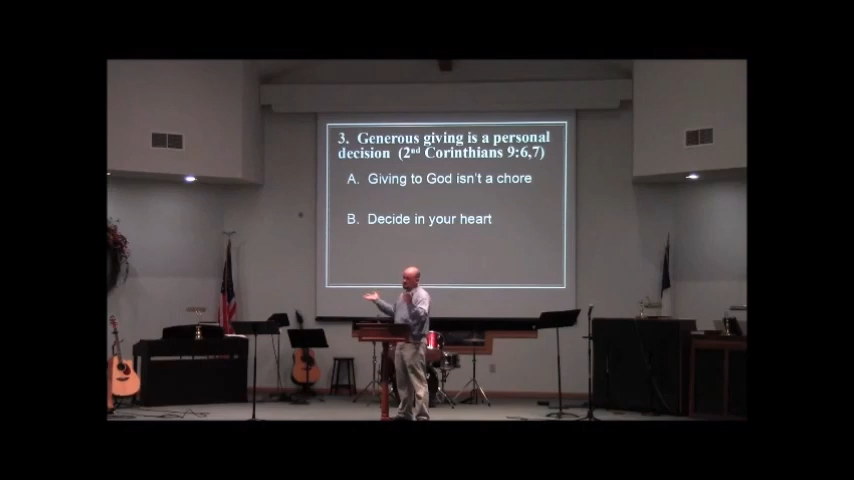 3. Generous giving is a personal
decision (2nd Corinthians 9:6,7)
A. Giving to God isn't a chore
B. Decide in your heart